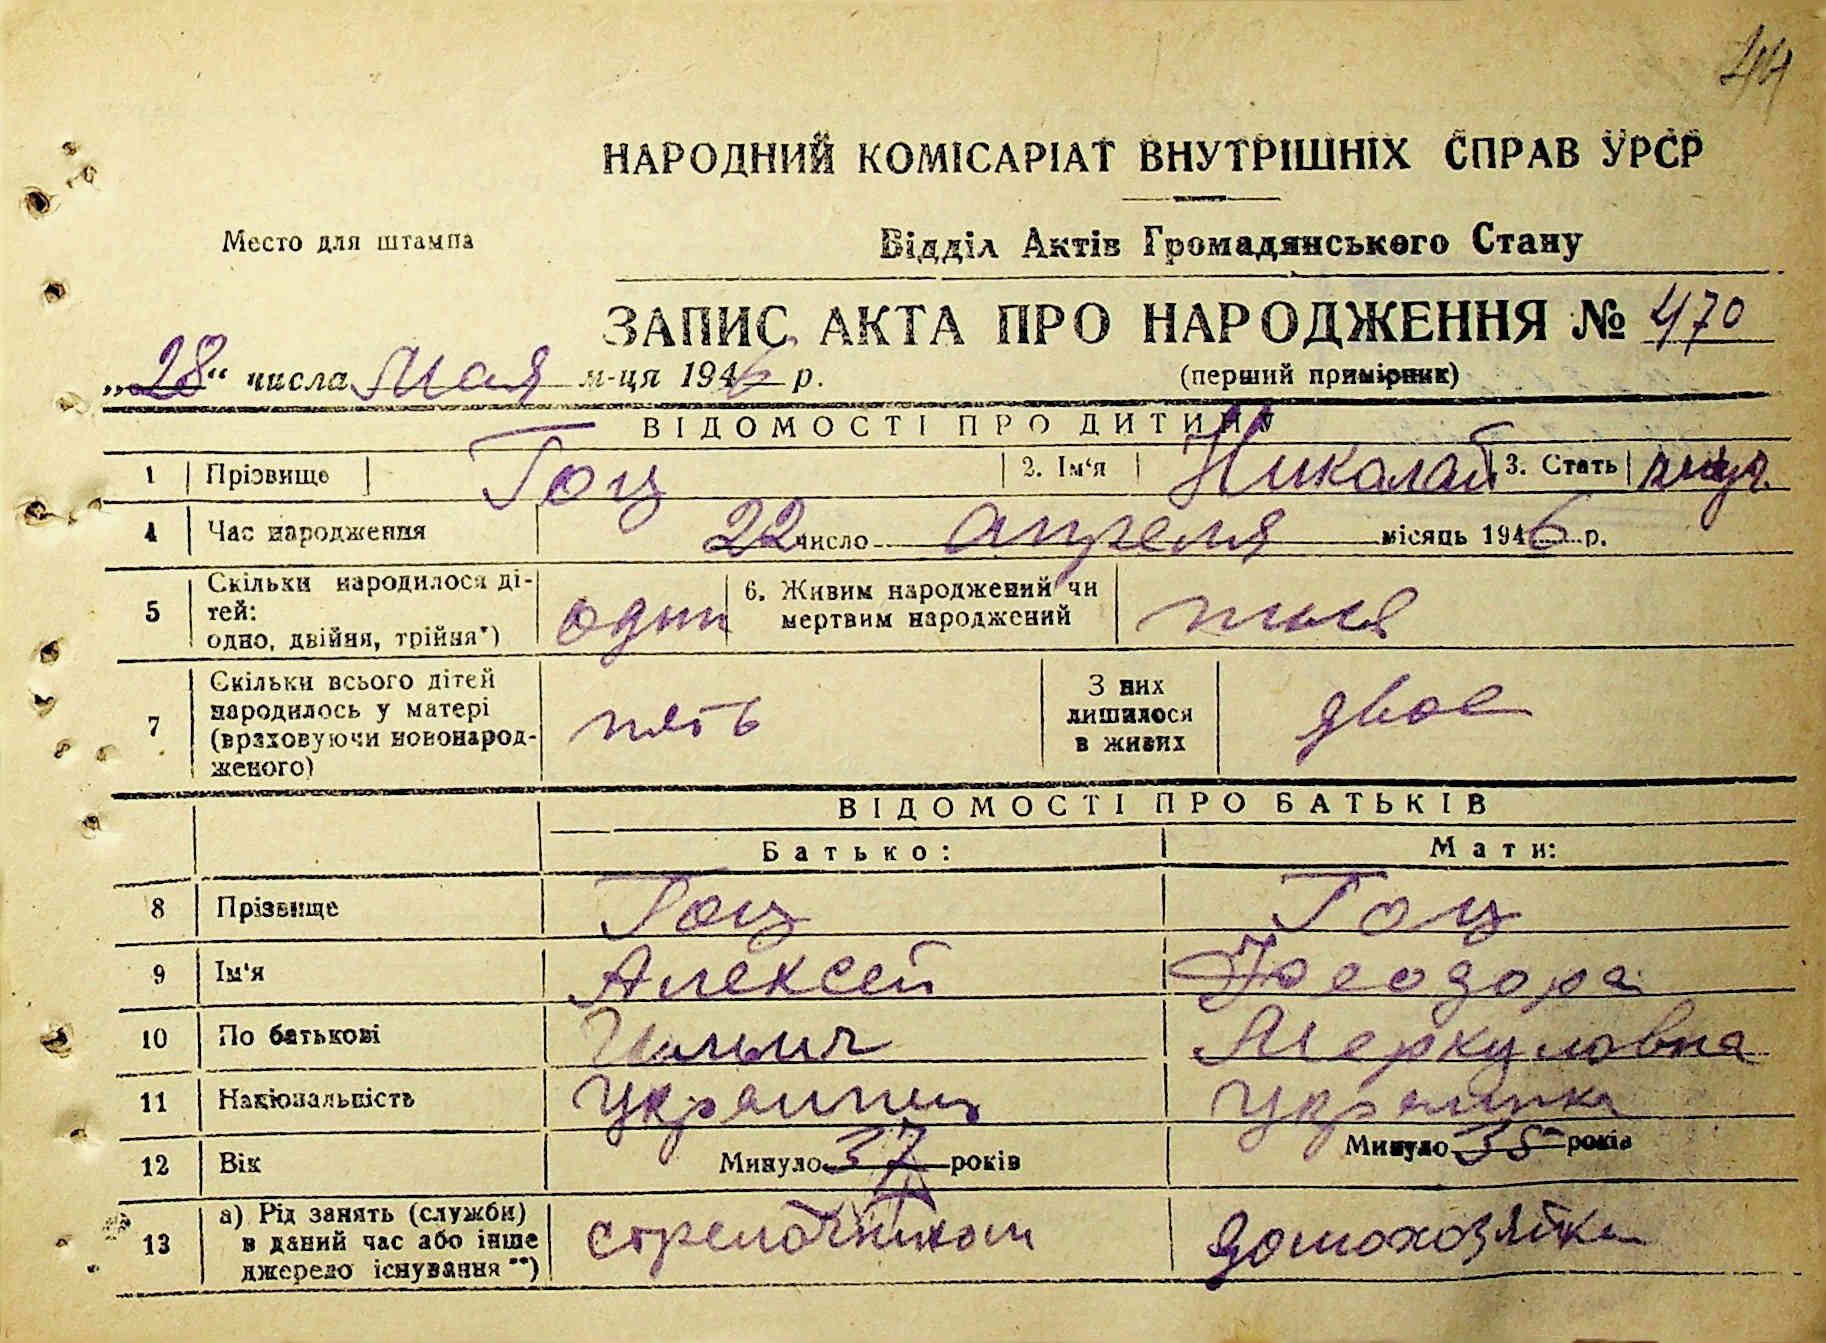 44
НАРОДНИЙ КОМІСАРІАТ ВНУТРІШНІХ СПРАВ УРСР
Место для штампа
Відділ Актів Громадянського Стану
ЗАПИС АКТА ПРО НАРОДЖЕННЯ № 470
„28“ числа мая м-ця 1946 р.
(перший примірник)
ВІДОМОСТІ ПРО ДИТИНУ
1 Прізвище Гоц 2. Ім‘я Николай 3. Стать муж.
4 Час народження 22 число апреля місяць 1946 р.
5 Скільки народилося ді-
тей:
одно, двійня, трійня*) один
6. Живим народжений чи
мертвим народжений
7 Скільки всього дітей
народилось у матері
(враховуючи новонарод-
женого) пять
З них
лишилося
в живих двое
ВІДОМОСТІ ПРО БАТЬКІВ
Батько: Мати:
8 Прізвище Гоц Гоц
9 Ім‘я Алексей Феодора
10 По батькові Ильич Меркуловна
11 Національність Украинец Украинка
12 Вік Минуло 37 років Минуло 35 років
13 а) Рід занять (служби)
в даний час або інше
джерело існування **) домохозяйка